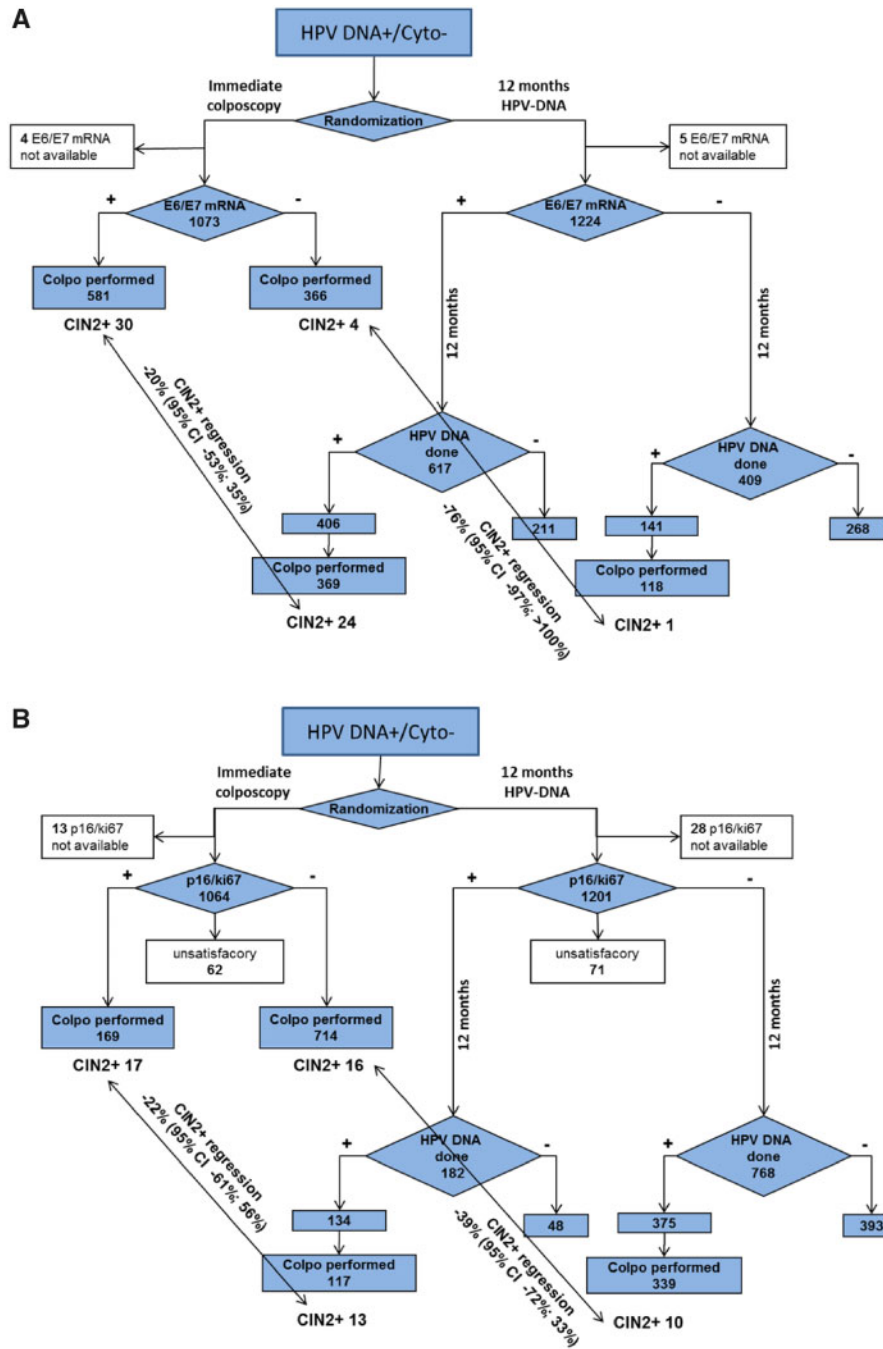 A
HPV DNA+/Cyto-
Immediate
colposcopy
12 months
HPV-DNA
Randomization
4 E6/E7 mRNA
not available
5 E6/E7 mRNA
not available
+
E6/E7 mRNA
1073
-
+
E6/E7 mRNA
1224
-
Colpo performed
581
Colpo performed
366
CIN2+ 30
CIN2+ 4
12 months
12 months
CIN2+ regression
-20% (95% CI -53%; 35%)
+
HPV DNA
done
617
-
+
HPV DNA
done
409
-
CIN2+ regression
-76% (95% CI -97%; >100%)
406
211
141
268
Colpo performed
369
Colpo performed
118
CIN2+ 24
CIN2+ 1
B
HPV DNA+/Cyto-
Immediate
colposcopy
12 months
HPV-DNA
Randomization
13 p16/ki67
not available
28 p16/ki67
not available
+
p16/ki67
1064
-
+
p16/ki67
1201
-
unsatisfacory
62
unsatisfacory
71
Colpo performed
169
Colpo performed
714
CIN2+ 17
CIN2+ 16
12 months
12 months
CIN2+ regression
-22% (95% CI -61%; 56%)
+
HPV DNA
done
182
-
+
HPV DNA
done
768
-
CIN2+ regression
-39% (95% CI -72%; 33%)
134
48
375
393
Colpo performed
117
Colpo performed
339
CIN2+ 13
CIN2+ 10